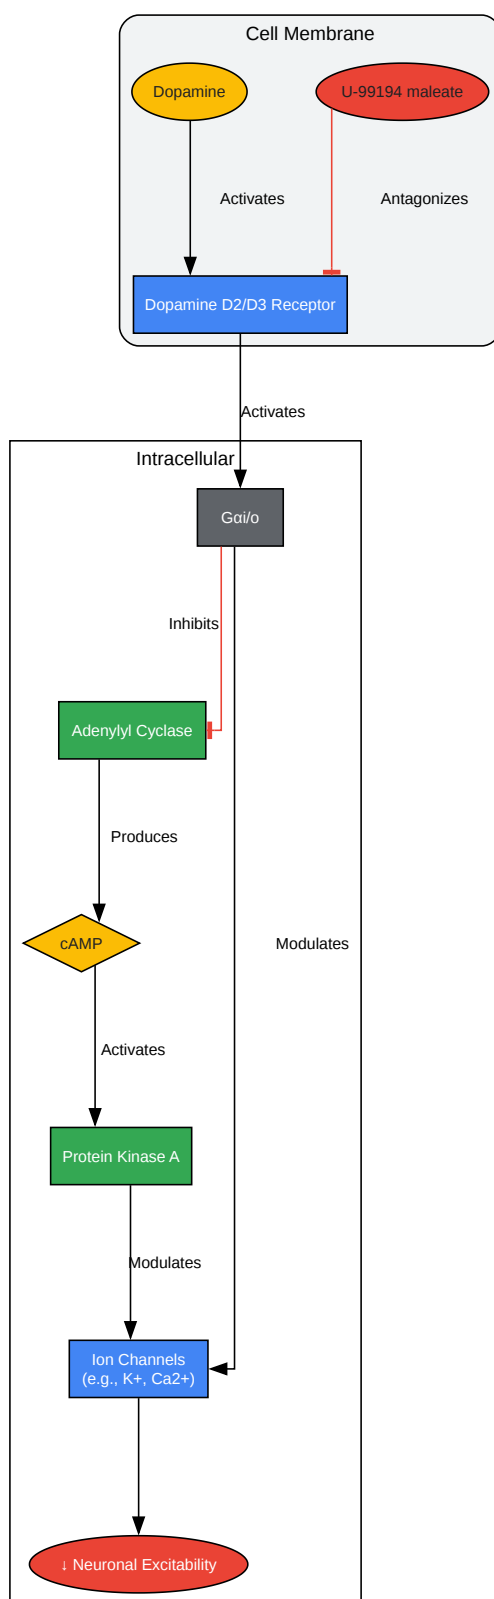 Cell Membrane
Dopamine
U-99194 maleate
Activates
Antagonizes
Dopamine D2/D3 Receptor
Activates
Intracellular
Gαi/o
Inhibits
Adenylyl Cyclase
Produces
cAMP
Modulates
Activates
Protein Kinase A
Modulates
Ion Channels
(e.g., K+, Ca2+)
↓ Neuronal Excitability